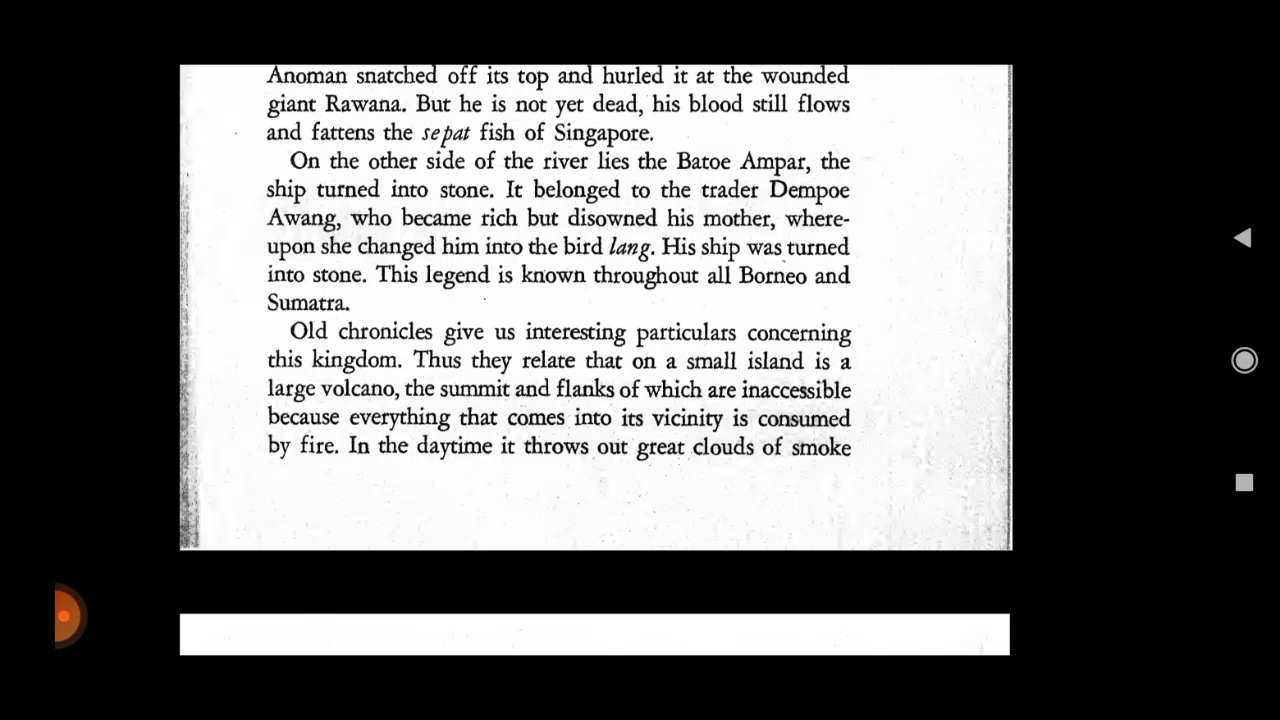 Anoman snatched off its top and hurled it at the wounded
giant Rawana. But he is not yet dead, his blood still flows
and fattens the sepat fish of Singapore.
On the other side of the river lies the Batoe Ampar, the
ship turned into stone. It belonged to the trader Dempoe
Awang, who became rich but disowned his mother, where-
upon she changed him into the bird lang. His ship was turned
into stone. This legend is known throughout all Borneo and
Sumatra.
Old chronicles give us interesting particulars concerning
this kingdom. Thus they relate that on a small island is a
large volcano, the summit and flanks of which are inaccessible
because everything that comes into its vicinity is consumed
by fire. In the daytime it throws out great clouds of smoke